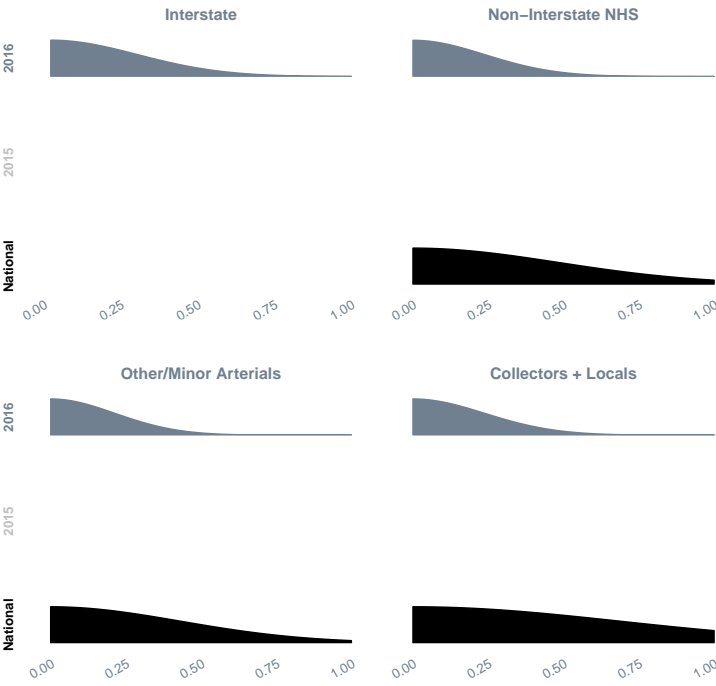 Interstate
Non−Interstate NHS
2016
2015
National
0.00 0.25 0.50 0.75 1.00
0.00 0.25 0.50 0.75 1.00
Other/Minor Arterials
Collectors + Locals
2016
2015
National
0.00 0.25 0.50 0.75 1.00
0.00 0.25 0.50 0.75 1.00